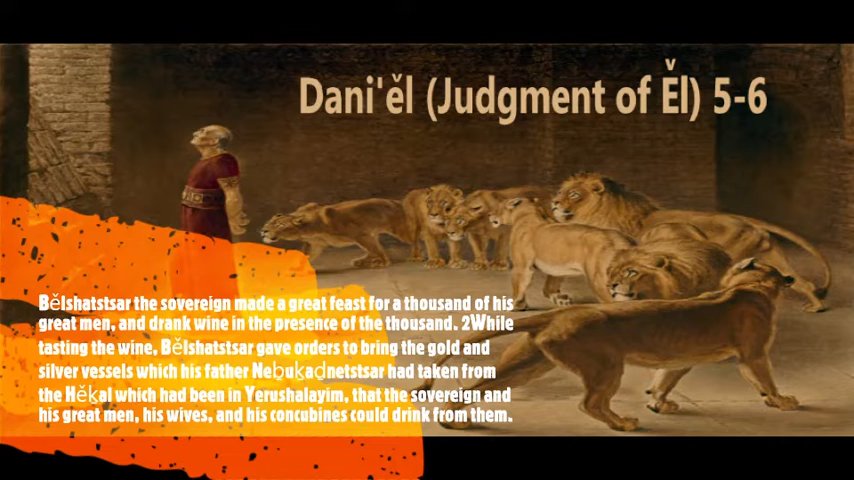 Dani'ěl (Judgment of Ěl) 5-6
Bělshatstsar the sovereign made a great feast for a thousand of his
great men, and drank wine in the presence of the thousand. 2While
tasting the wine, Bělshatstsar gave orders to bring the gold and
silver vessels which his father Neḇuḵaḏnetstsar had taken from
the Hěḵal which had been in Yerushalayim, that the sovereign and
his great men, his wives, and his concubines could drink from them.